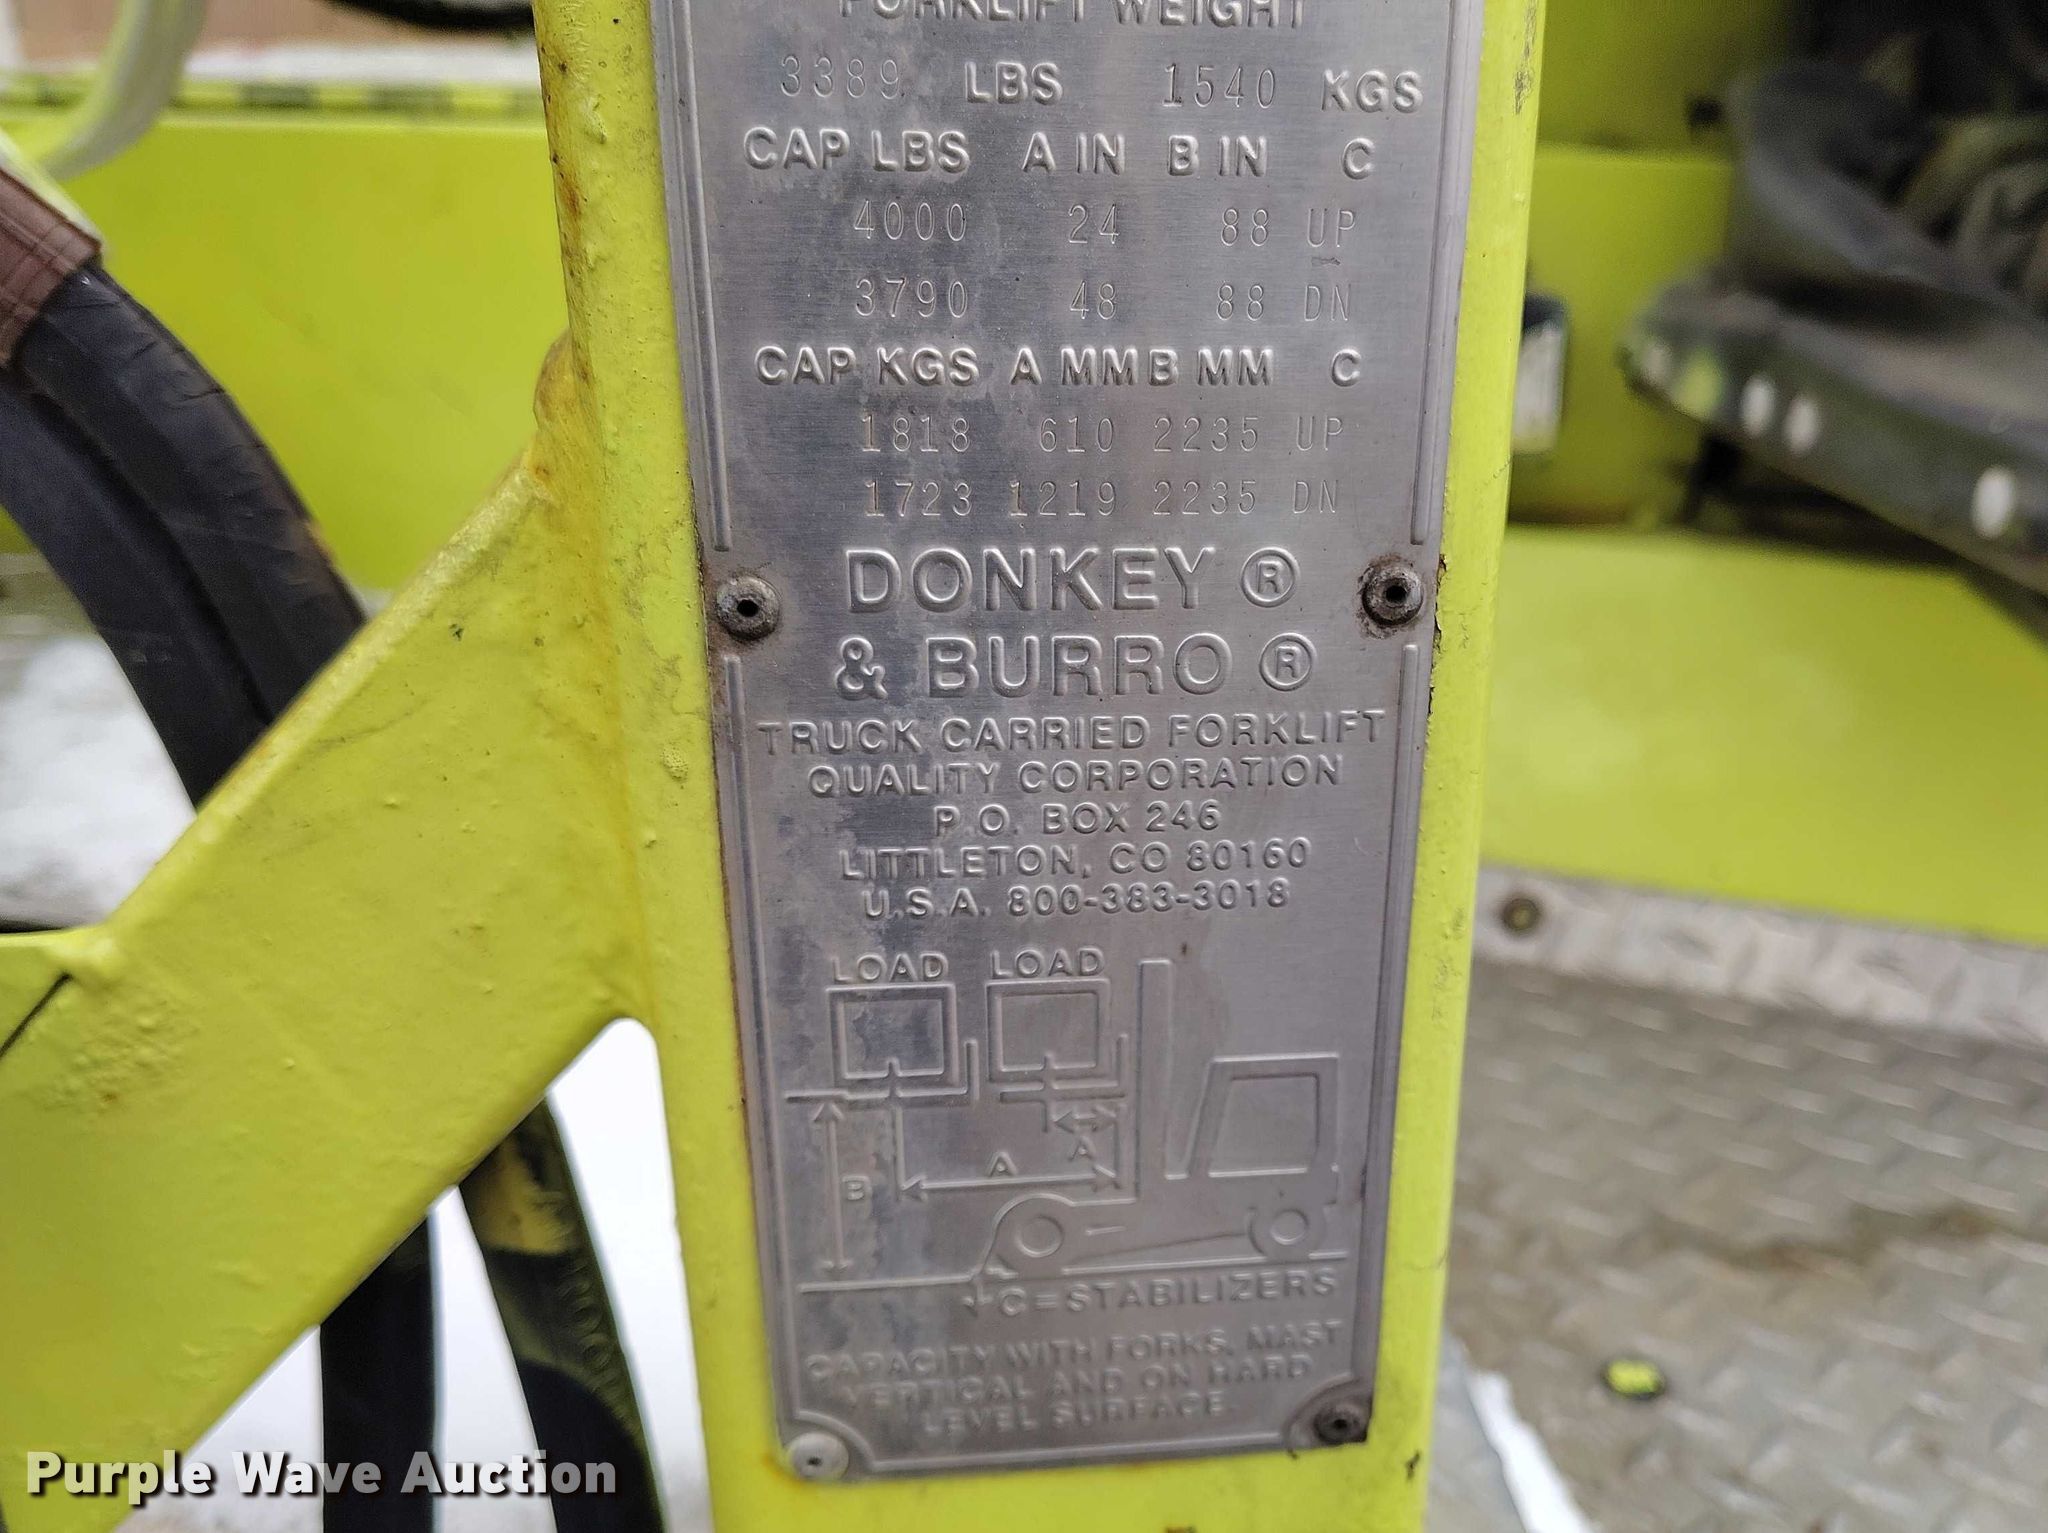 FORKLIFT WEIGHT
3389 LBS 1540 KGS
CAP LBS A IN B IN C
4000 24 88 UP
3790 48 88 DN
CAP KGS A MM B MM C
1818 610 2235 UP
1723 1219 2235 DN
DONKEY ®
& BURRO ®
TRUCK CARRIED FORKLIFT
QUALITY CORPORATION
P.O. BOX 246
LITTLETON, CO 80160
U.S.A. 800-383-3018
LOAD LOAD
A
A
B
C=STABILIZERS
CAPACITY WITH FORKS, MAST
VERTICAL AND ON HARD
LEVEL SURFACE.
Purple Wave Auction